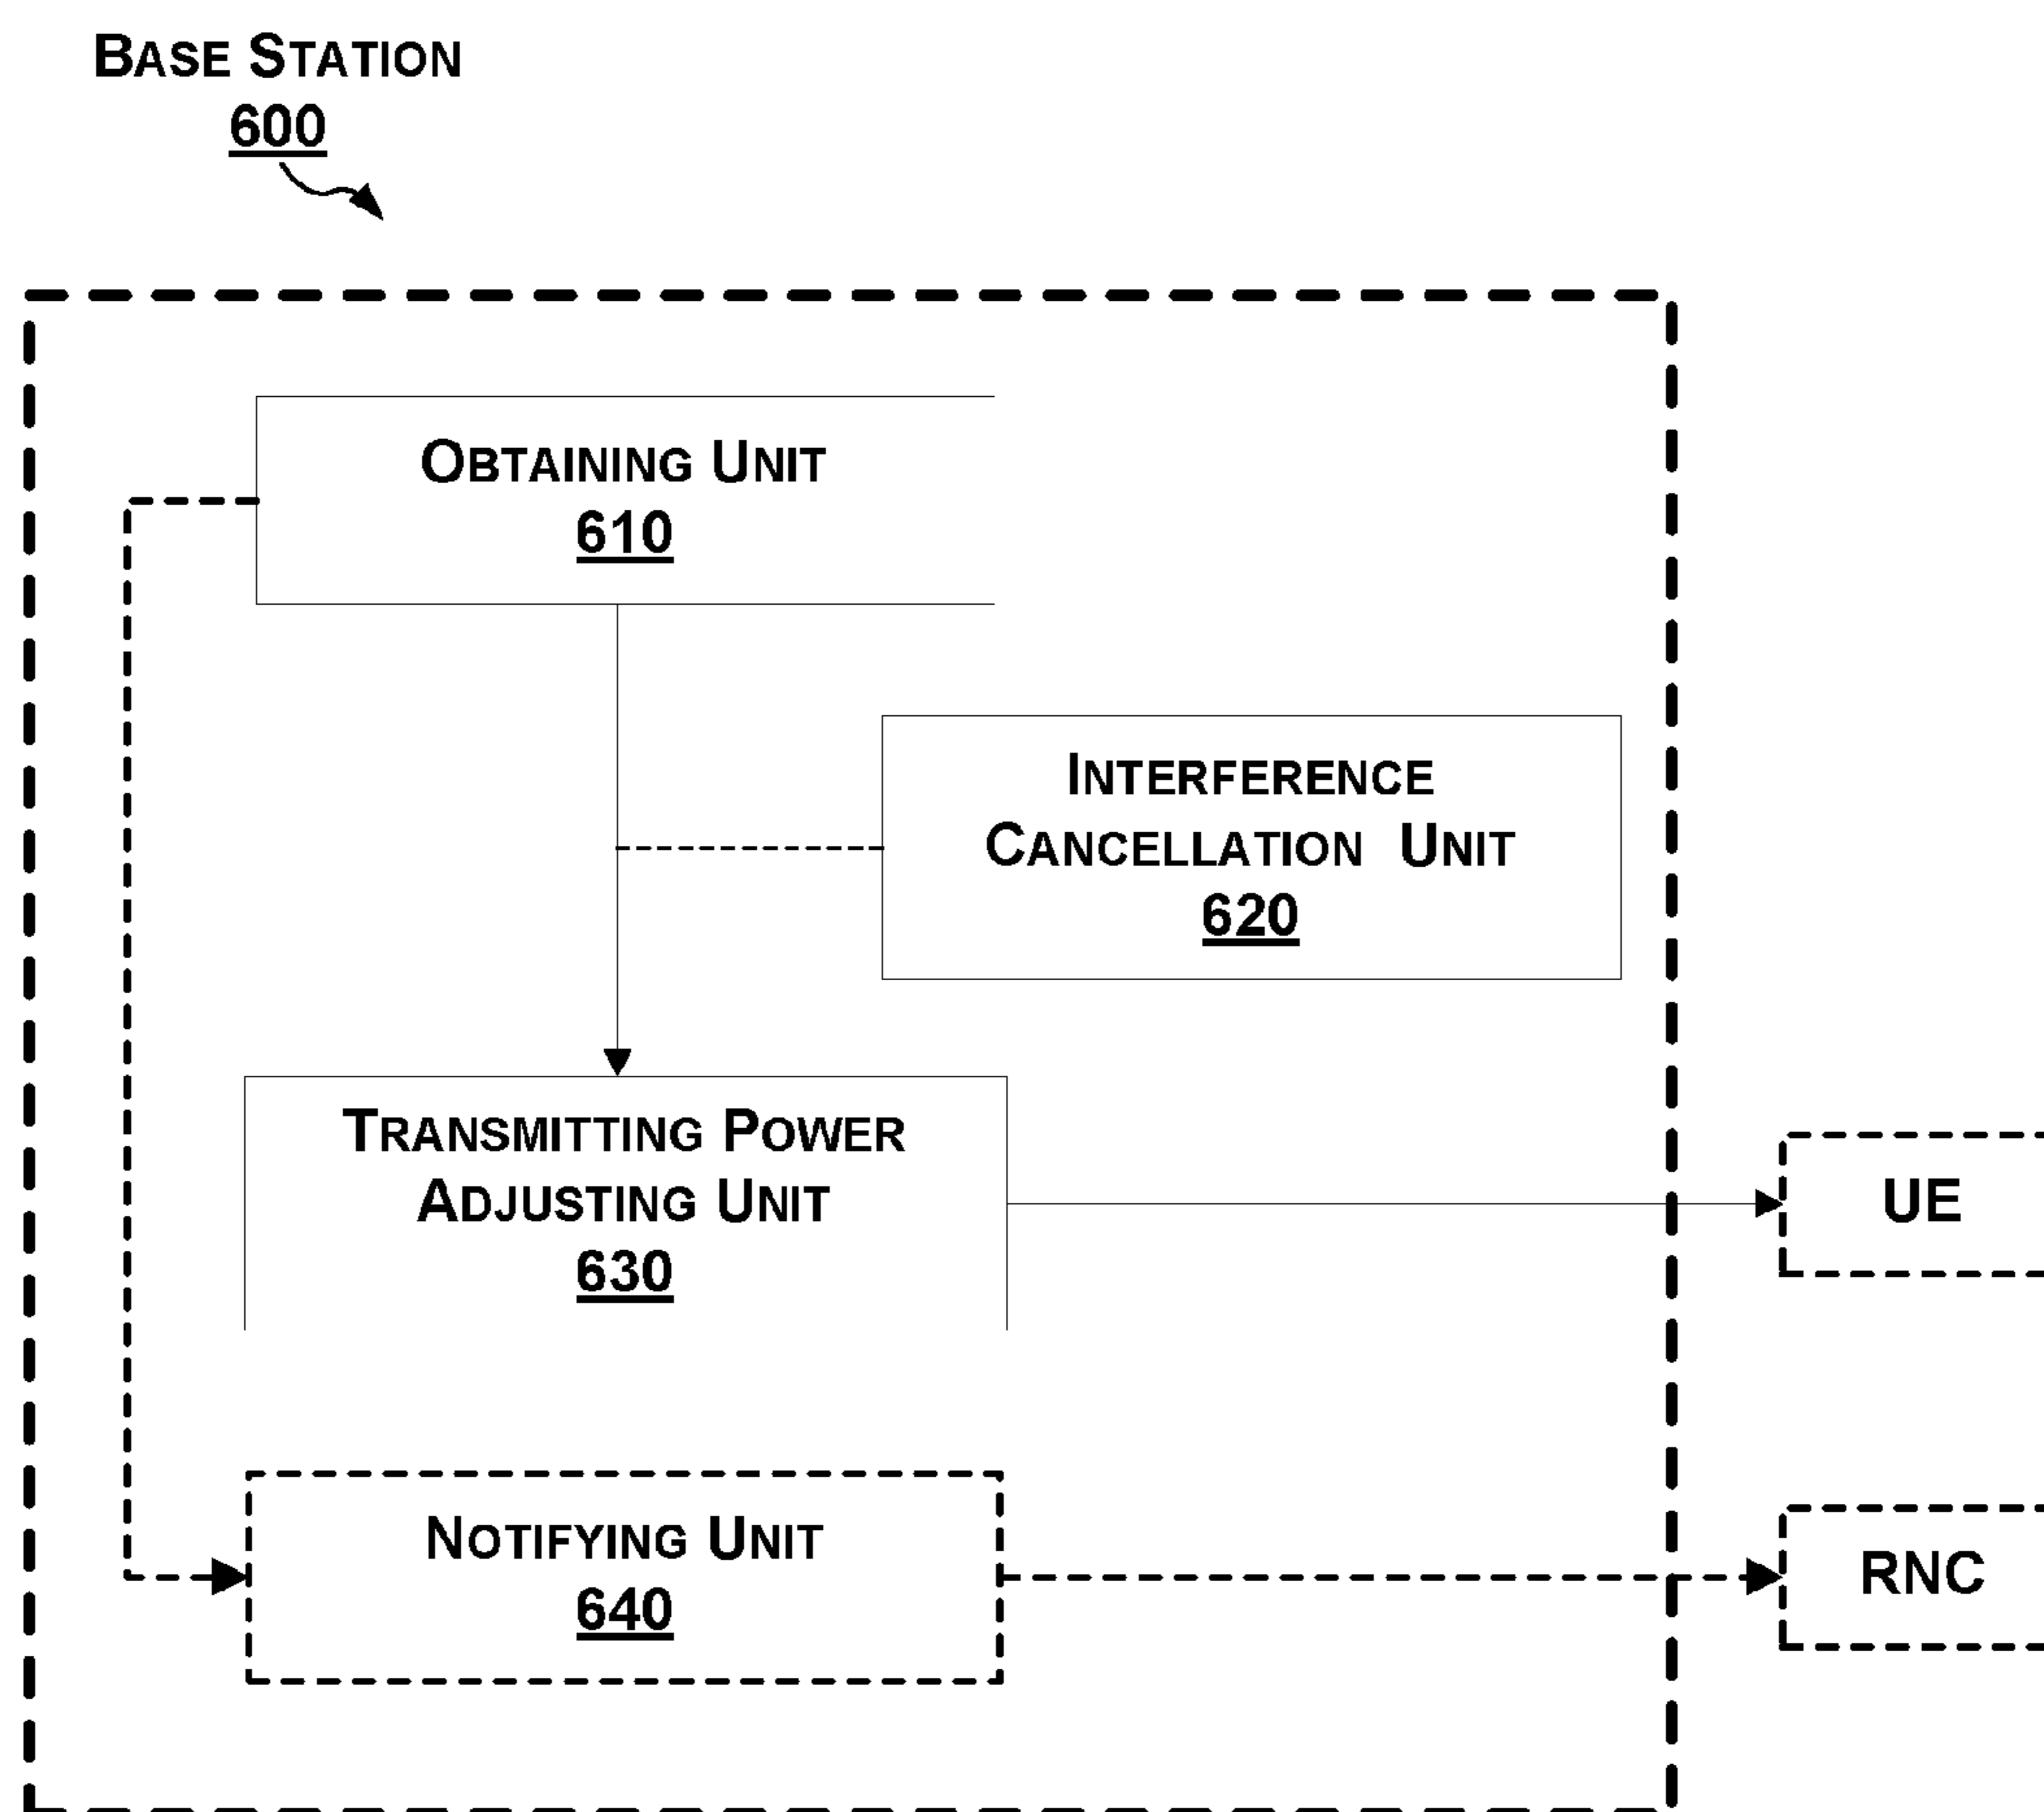 BASE STATION
600
OBTAINING UNIT
610
INTERFERENCE
CANCELLATION UNIT
620
TRANSMITTING POWER
ADJUSTING UNIT
630
UE
NOTIFYING UNIT
640
RNC